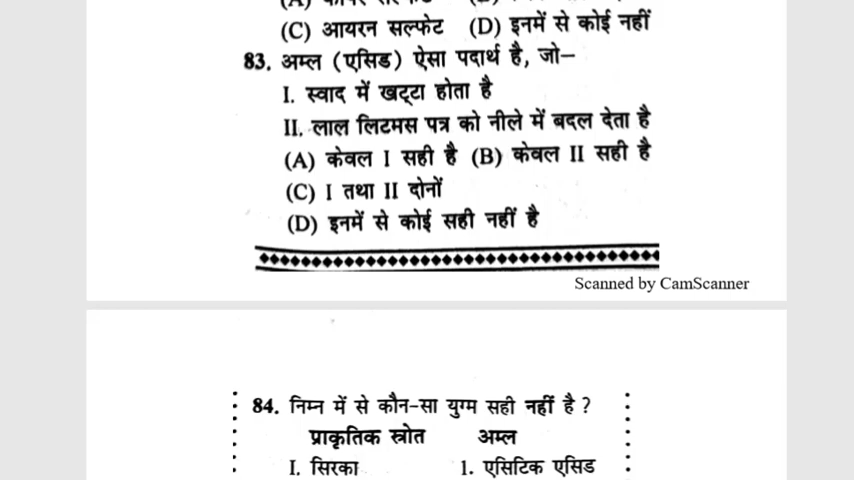 (C) आयरन सल्फेट (D) इनमें से कोई नहीं
83. अम्ल (एसिड) ऐसा पदार्थ है, जो–
I. स्वाद में खट्टा होता है
II. लाल लिटमस पत्र को नीले में बदल देता है
(A) केवल I सही है (B) केवल II सही है
(C) I तथा II दोनों
(D) इनमें से कोई सही नहीं है
Scanned by CamScanner
84. निम्न में से कौन-सा युग्म सही नहीं है ?
प्राकृतिक स्त्रोत अम्ल
I. सिरका 1. एसिटिक एसिड